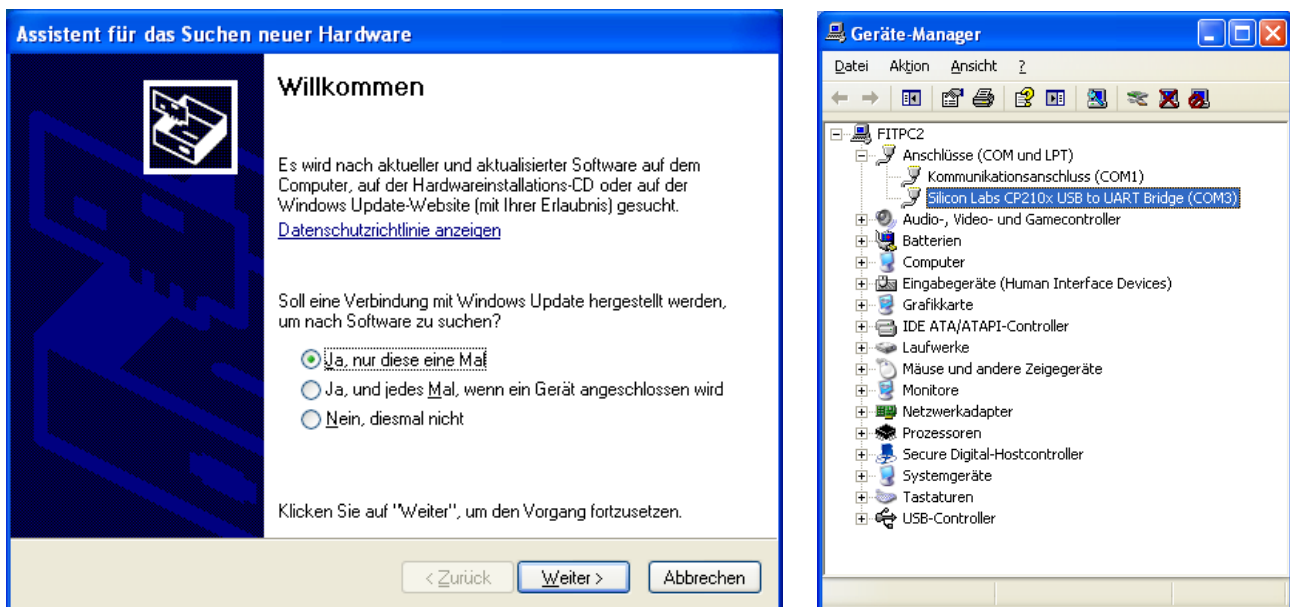 Assistent für das Suchen neuer Hardware
Willkommen
Es wird nach aktueller und aktualisierter Software auf dem
Computer, auf der Hardwareinstallations-CD oder auf der
Windows Update-Website (mit Ihrer Erlaubnis) gesucht.
Datenschutzrichtlinie anzeigen
Soll eine Verbindung mit Windows Update hergestellt werden,
um nach Software zu suchen?
Ja, nur diese eine Mal
Ja, und jedes Mal, wenn ein Gerät angeschlossen wird
Nein, diesmal nicht
Klicken Sie auf "Weiter", um den Vorgang fortzusetzen.
< Zurück Weiter > Abbrechen
Geräte-Manager
Datei Aktion Ansicht ?
FITPC2
Anschlüsse (COM und LPT)
Kommunikationsanschluss (COM1)
Silicon Labs CP210x USB to UART Bridge (COM3)
Audio-, Video- und Gamecontroller
Batterien
Computer
Eingabegeräte (Human Interface Devices)
Grafikkarte
IDE ATA/ATAPI-Controller
Laufwerke
Mäuse und andere Zeigegeräte
Monitore
Netzwerkadapter
Prozessoren
Secure Digital-Hostcontroller
Systemgeräte
Tastaturen
USB-Controller